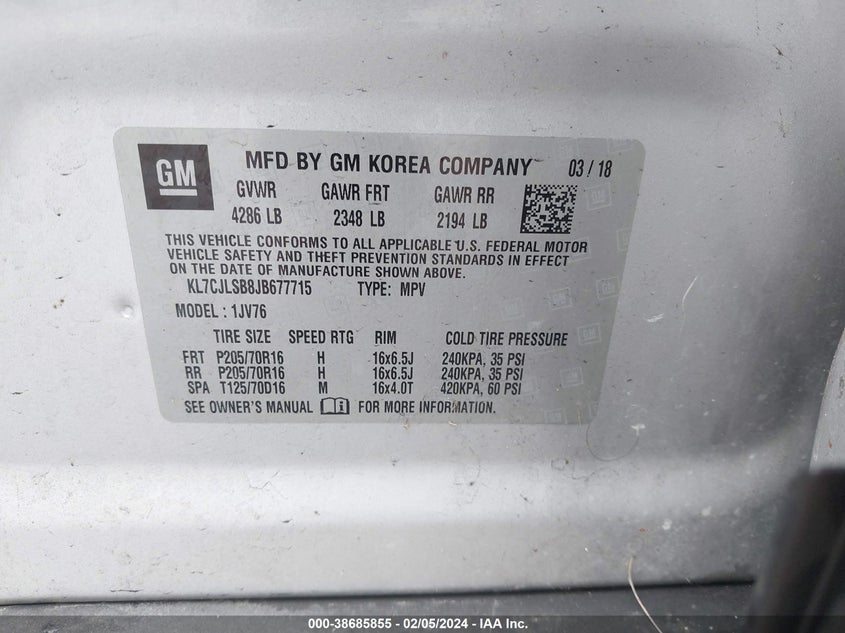 GM MFD BY GM KOREA COMPANY 03 / 18
GVWR GAWR FRT GAWR RR
4286 LB 2348 LB 2194 LB
THIS VEHICLE CONFORMS TO ALL APPLICABLE U.S. FEDERAL MOTOR
VEHICLE SAFETY AND THEFT PREVENTION STANDARDS IN EFFECT
ON THE DATE OF MANUFACTURE SHOWN ABOVE.
KL7CJLSB8JB677715 TYPE: MPV
MODEL : 1JV76
TIRE SIZE SPEED RTG RIM COLD TIRE PRESSURE
FRT P205/70R16 H 16x6.5J 240KPA, 35 PSI
RR P205/70R16 H 16x6.5J 240KPA, 35 PSI
SPA T125/70D16 M 16x4.0T 420KPA, 60 PSI
SEE OWNER'S MANUAL FOR MORE INFORMATION.
000-38685855 - 02/05/2024 - IAA Inc.